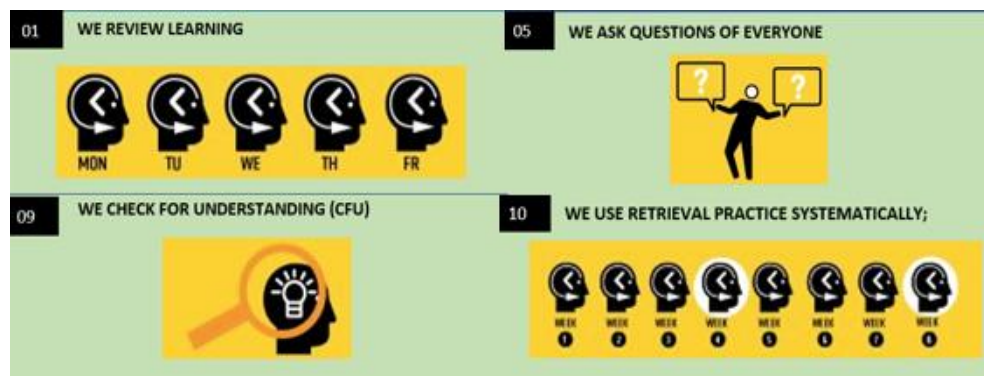 01 WE REVIEW LEARNING
MON TU WE TH FR
05 WE ASK QUESTIONS OF EVERYONE
? ?
09 WE CHECK FOR UNDERSTANDING (CFU)
10 WE USE RETRIEVAL PRACTICE SYSTEMATICALLY;
WEEK WEEK WEEK WEEK WEEK WEEK WEEK WEEK
1 2 3 4 5 6 7 8